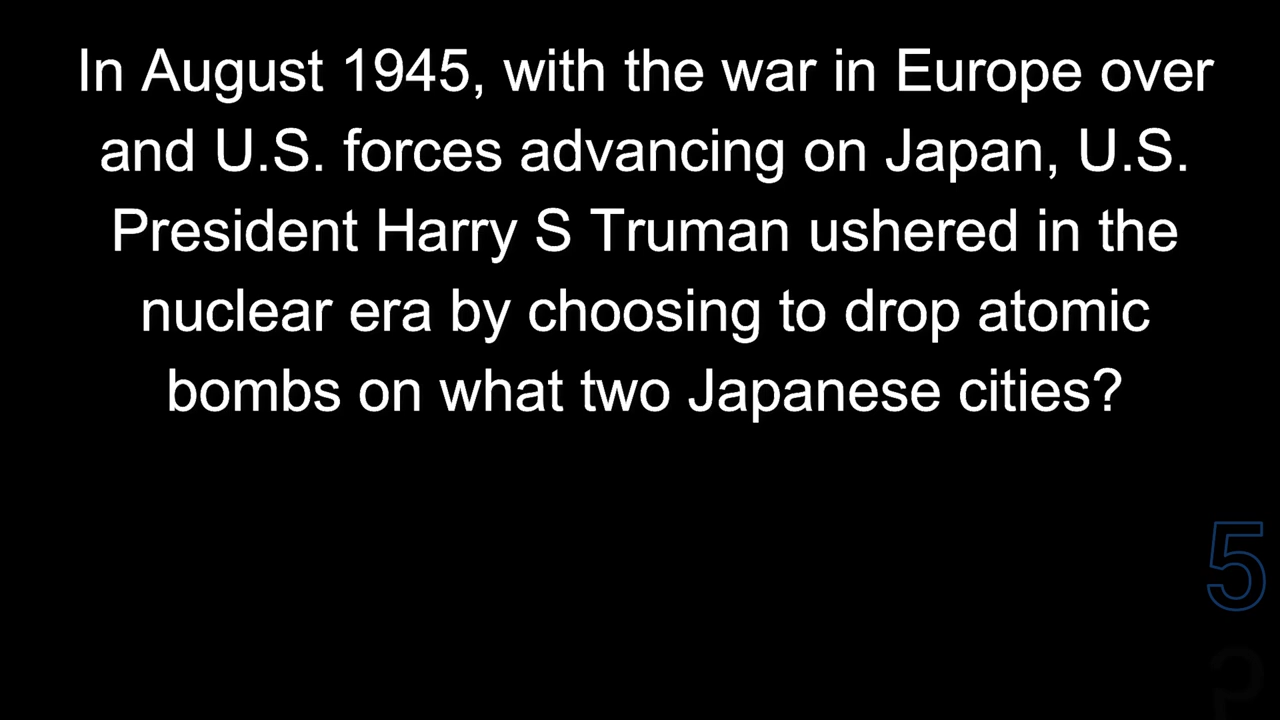 In August 1945, with the war in Europe over
and U.S. forces advancing on Japan, U.S.
President Harry S Truman ushered in the
nuclear era by choosing to drop atomic
bombs on what two Japanese cities?
5